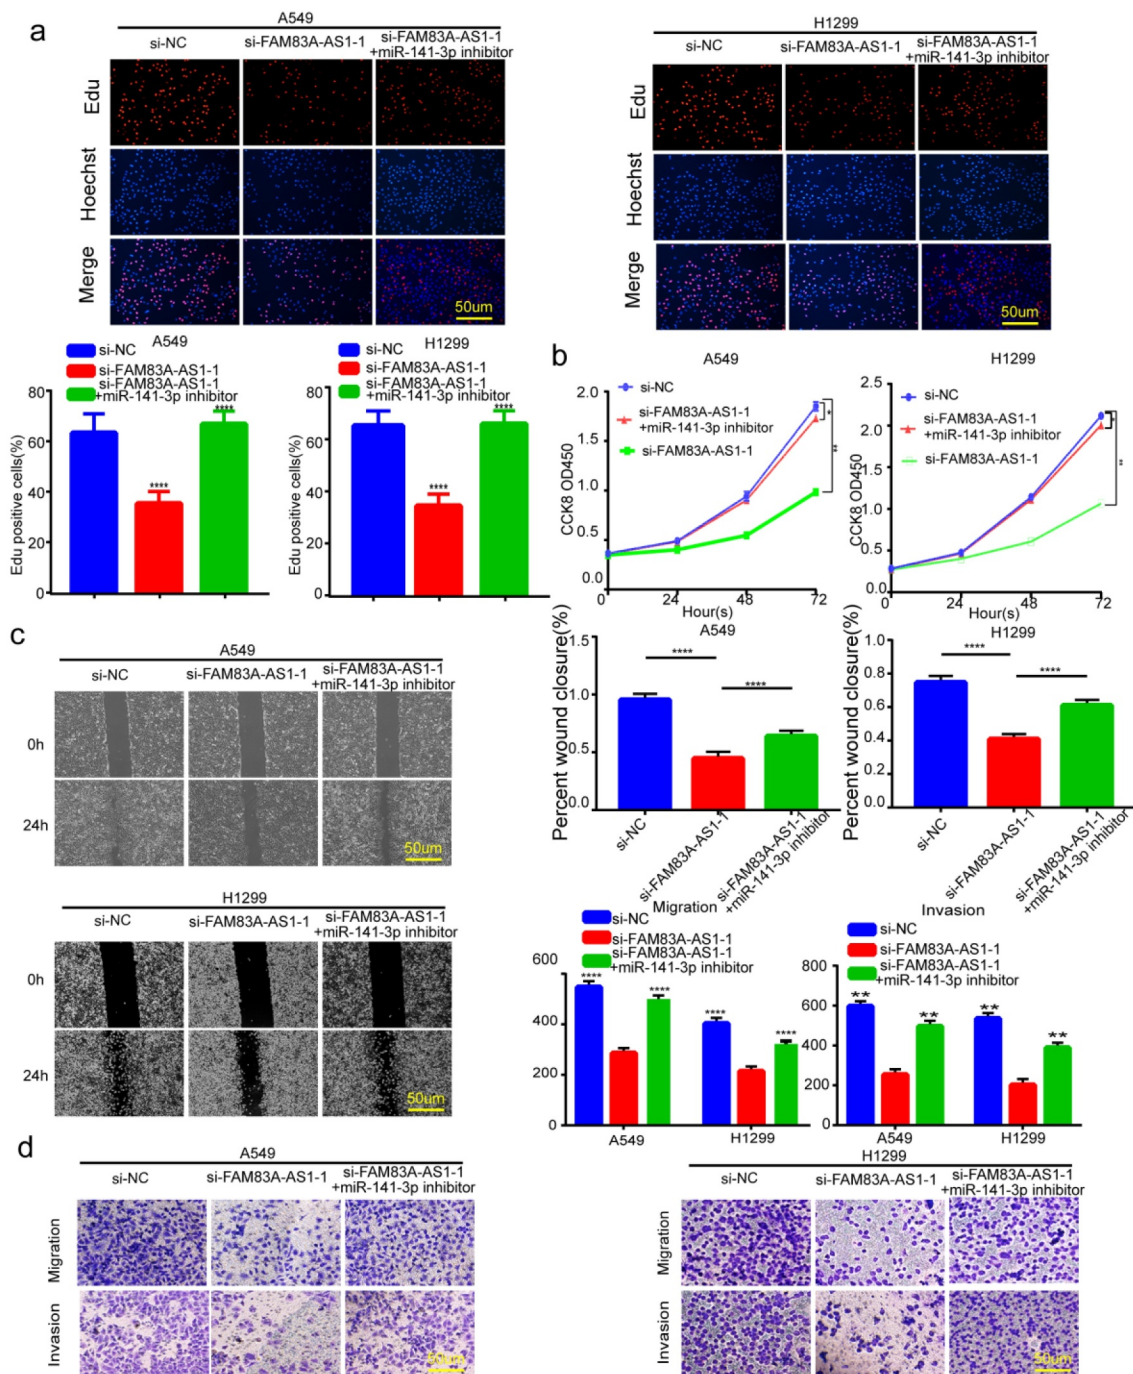 a
A549
si-NC
si-FAM83A-AS1-1
si-FAM83A-AS1-1
+miR-141-3p inhibitor
Edu
Hoechst
Merge
50um
H1299
si-NC
si-FAM83A-AS1-1
si-FAM83A-AS1-1
+miR-141-3p inhibitor
Edu
Hoechst
Merge
50um
A549
si-NC
si-FAM83A-AS1-1
si-FAM83A-AS1-1
+miR-141-3p inhibitor
Edu positive cells(%)
80
60
40
20
0
****
****
H1299
si-NC
si-FAM83A-AS1-1
si-FAM83A-AS1-1
+miR-141-3p inhibitor
Edu positive cells(%)
80
60
40
20
0
****
****
b
A549
si-NC
si-FAM83A-AS1-1
+miR-141-3p inhibitor
si-FAM83A-AS1-1
CCK8 OD450
2.0
1.5
1.0
0.5
0.0
0 24 48 72
Hour(s)
*
**
H1299
si-NC
si-FAM83A-AS1-1
+miR-141-3p inhibitor
si-FAM83A-AS1-1
CCK8 OD450
2.5
2.0
1.5
1.0
0.5
0.0
0 24 48 72
Hour(s)
*
**
c
A549
si-NC
si-FAM83A-AS1-1
si-FAM83A-AS1-1
+miR-141-3p inhibitor
0h
24h
50um
H1299
si-NC
si-FAM83A-AS1-1
si-FAM83A-AS1-1
+miR-141-3p inhibitor
0h
24h
50um
A549
Percent wound closure(%)
1.5
1.0
0.5
0.0
****
****
si-NC
si-FAM83A-AS1-1
si-FAM83A-AS1-1
+miR-141-3p inhibitor
H1299
Percent wound closure(%)
1.0
0.8
0.6
0.4
0.2
0.0
****
****
si-NC
si-FAM83A-AS1-1
si-FAM83A-AS1-1
+miR-141-3p inhibitor
Migration
si-NC
si-FAM83A-AS1-1
si-FAM83A-AS1-1
+miR-141-3p inhibitor
600
400
200
0
****
****
****
****
A549
H1299
Invasion
si-NC
si-FAM83A-AS1-1
si-FAM83A-AS1-1
+miR-141-3p inhibitor
800
600
400
200
0
**
**
**
**
A549
H1299
d
A549
si-NC
si-FAM83A-AS1-1
si-FAM83A-AS1-1
+miR-141-3p inhibitor
Migration
Invasion
50um
H1299
si-NC
si-FAM83A-AS1-1
si-FAM83A-AS1-1
+miR-141-3p inhibitor
Migration
Invasion
50um